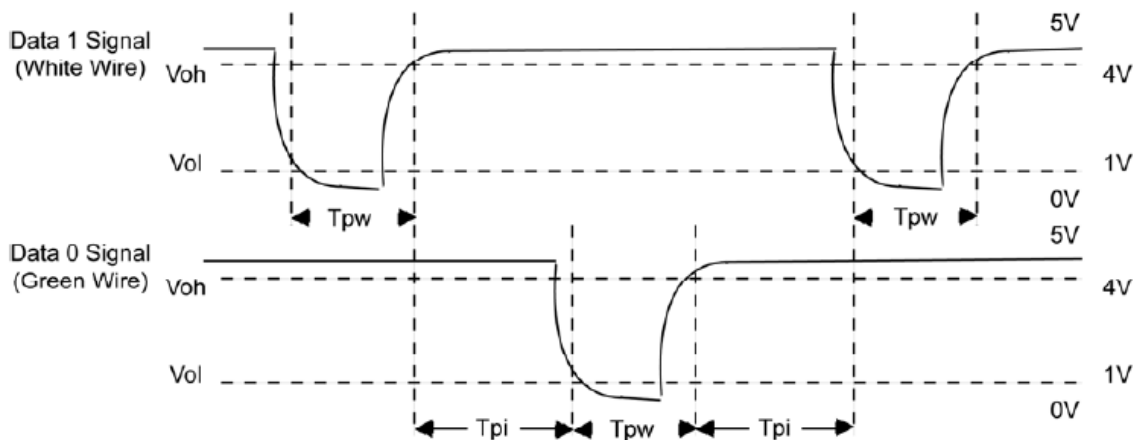 5V
Data 1 Signal
(White Wire)
Voh
4V
Vol
1V
0V
Tpw
Tpw
5V
Data 0 Signal
(Green Wire)
Voh
4V
Vol
1V
0V
Tpi
Tpw
Tpi